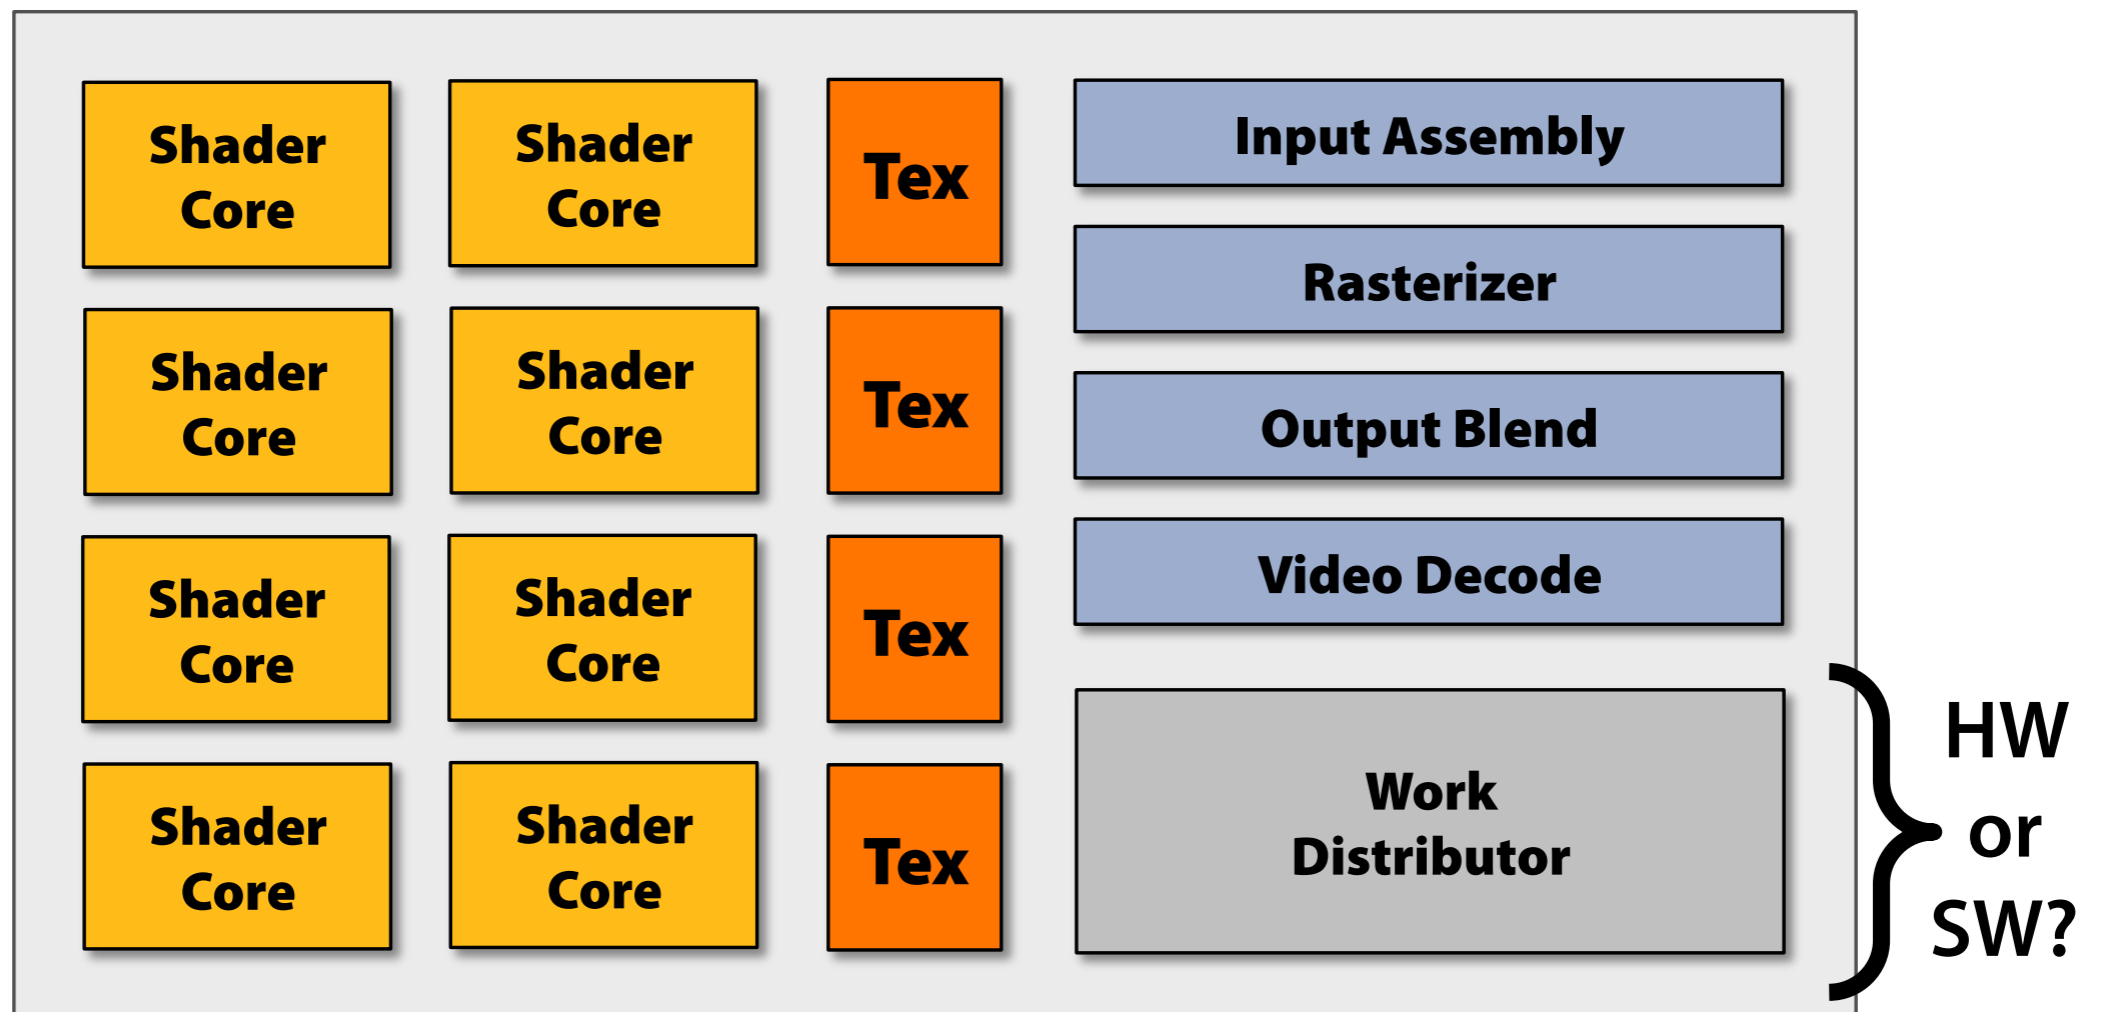 Shader
Core
Shader
Core
Tex
Input Assembly
Rasterizer
Shader
Core
Shader
Core
Tex
Output Blend
Video Decode
Shader
Core
Shader
Core
Tex
Shader
Core
Shader
Core
Tex
Work
Distributor
HW
or
SW?